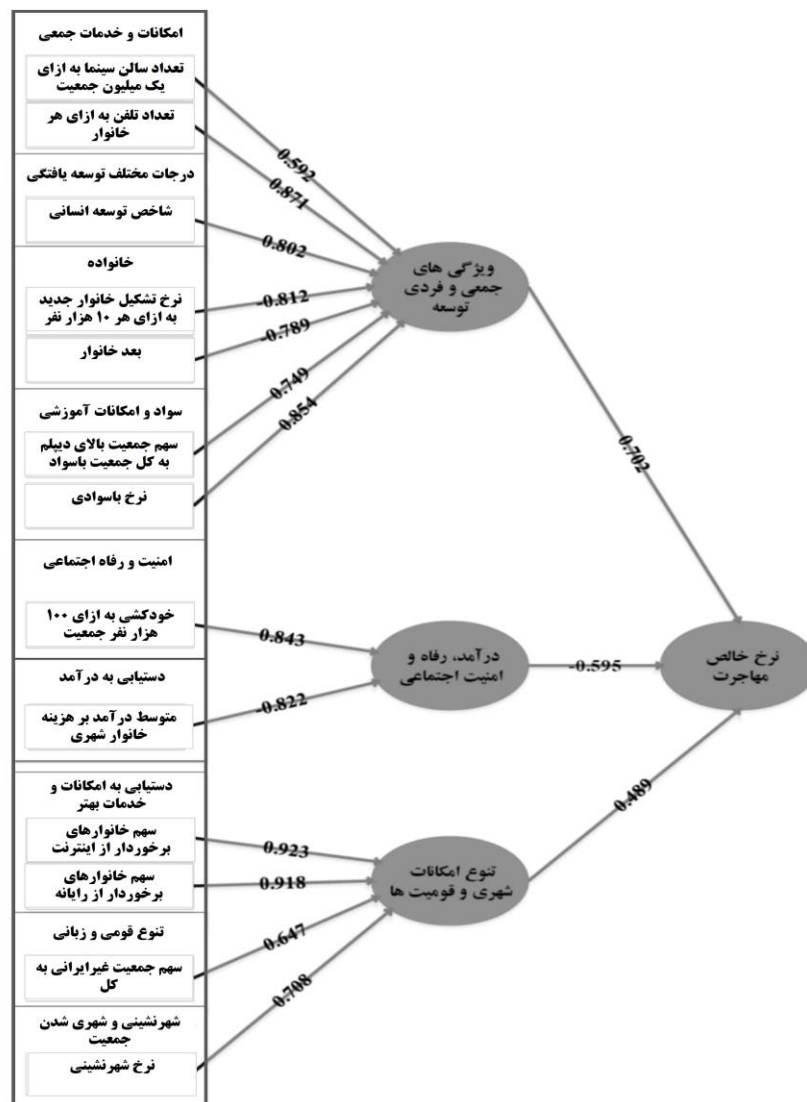 امکانات و خدمات جمعی
تعداد سالن سینما به ازای
یک میلیون جمعیت
تعداد تلفن به ازای هر
خانوار
درجات مختلف توسعه یافتگی
شاخص توسعه انسانی
خانواده
نرخ تشکیل خانوار جدید
به ازای هر ۱۰ هزار نفر
بعد خانوار
سواد و امکانات آموزشی
سهم جمعیت بالای دیپلم
به کل جمعیت باسواد
نرخ باسوادی
امنیت و رفاه اجتماعی
خودکشی به ازای ۱۰۰
هزار نفر جمعیت
دستیابی به درآمد
متوسط درآمد بر هزینه
خانوار شهری
دستیابی به امکانات و
خدمات بهتر
سهم خانوارهای
برخوردار از اینترنت
سهم خانوارهای
برخوردار از رایانه
تنوع قومی و زبانی
سهم جمعیت غیرایرانی به
کل
شهرنشینی و شهری شدن
جمعیت
نرخ شهرنشینی
0.592
0.871
0.802
-0.812
-0.789
0.749
0.854
0.843
-0.822
0.923
0.918
0.647
0.708
ویژگی های
جمعی و فردی
توسعه
درآمد، رفاه و
امنیت اجتماعی
تنوع امکانات
شهری و قومیت ها
0.702
-0.595
0.489
نرخ خالص
مهاجرت